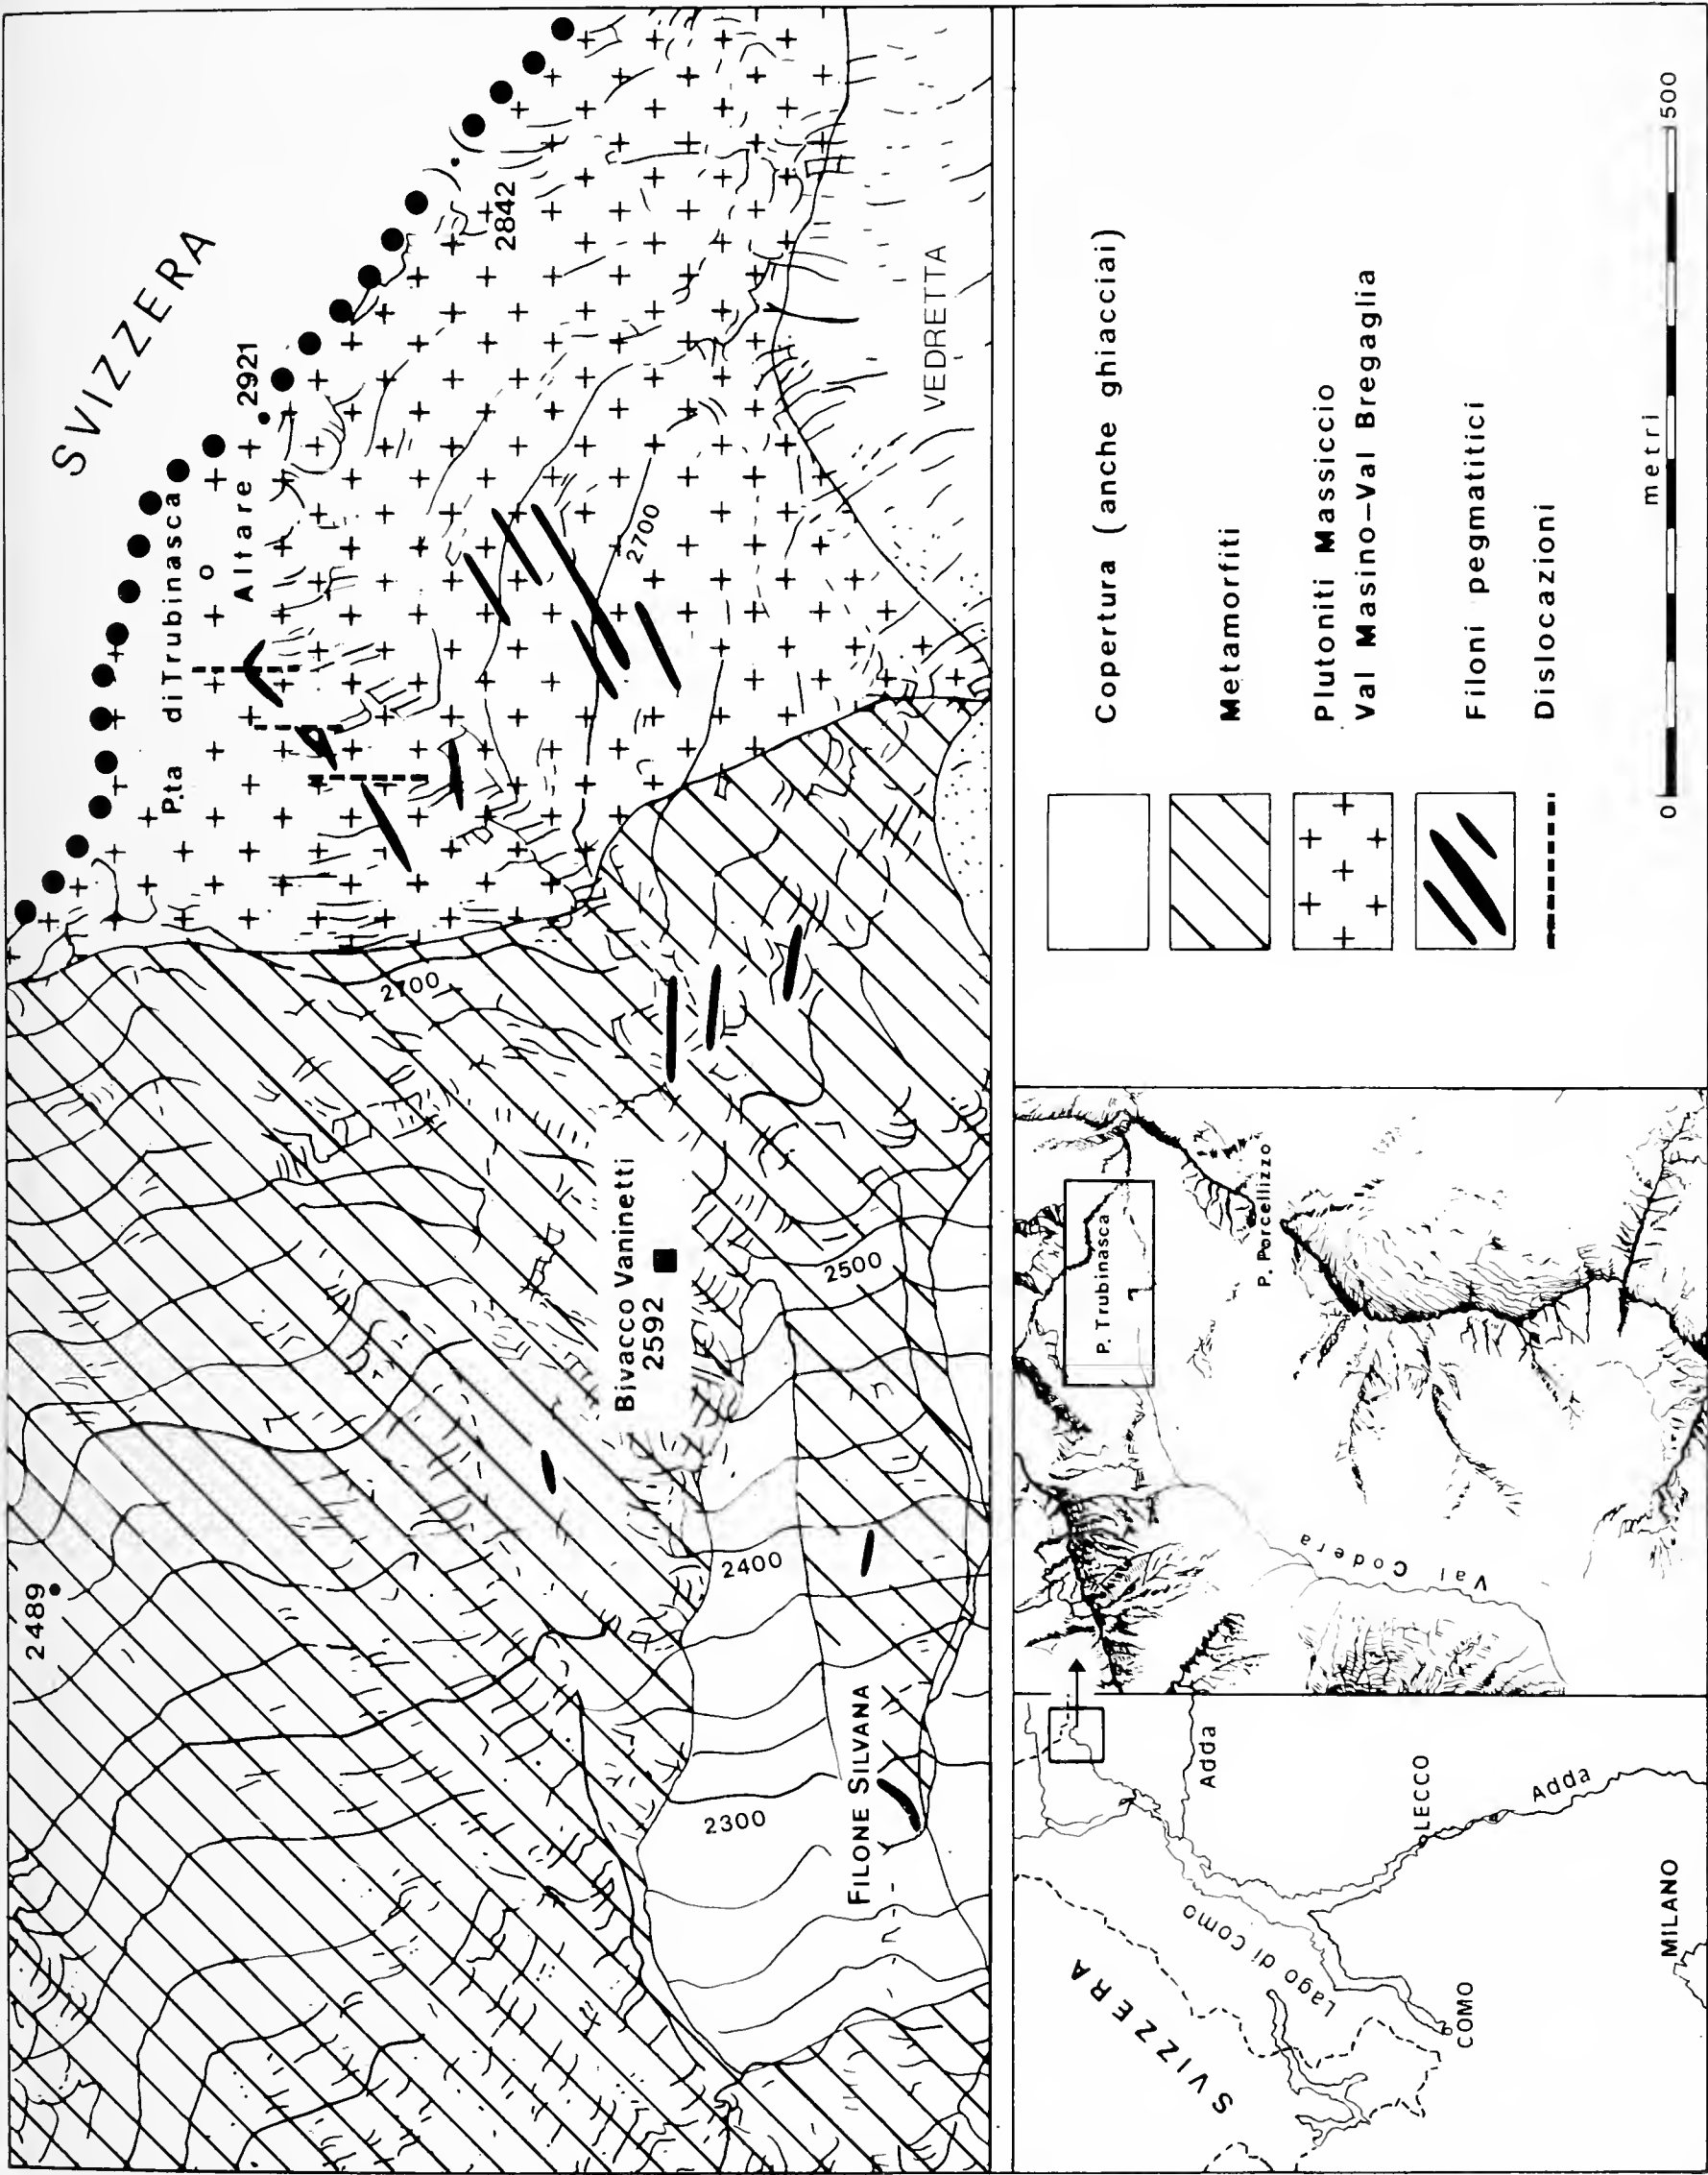 SVIZZERA
2489
P.ta di Trubinasca
o
Altare
2921
2842
2700
2700
Bivacco Vaninetti
2592
2500
2400
2300
FILONE SILVANA
VEDRETTA
SVIZZERA
Lago di Como
COMO
LECCO
MILANO
Adda
Adda
P. Trubinasca
P. Porcellizzo
Val Codera
Copertura (anche ghiacciai)
Metamorfiti
Plutoniti Massiccio
Val Masino–Val Bregaglia
Filoni pegmatitici
Dislocazioni
metri
0 500